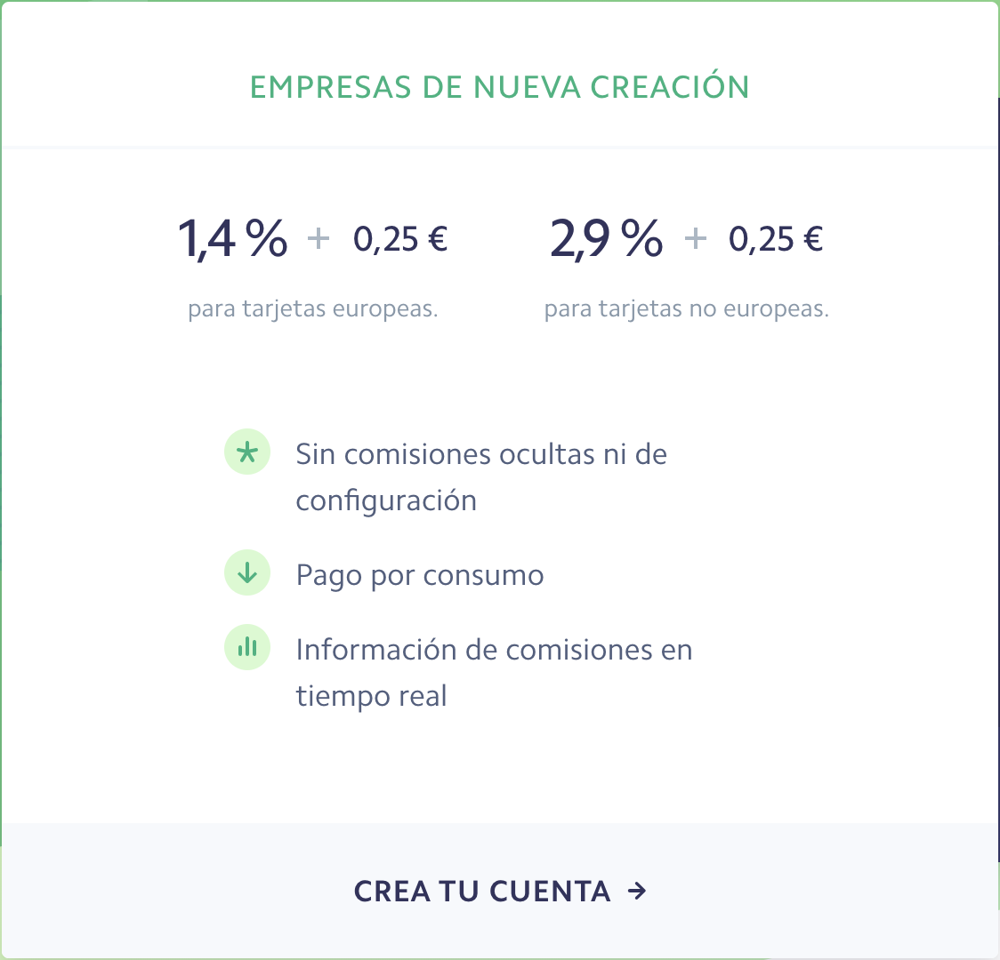 EMPRESAS DE NUEVA CREACIÓN
1,4 % + 0,25 €
para tarjetas europeas.
2,9 % + 0,25 €
para tarjetas no europeas.
Sin comisiones ocultas ni de
configuración
Pago por consumo
Información de comisiones en
tiempo real
CREA TU CUENTA →